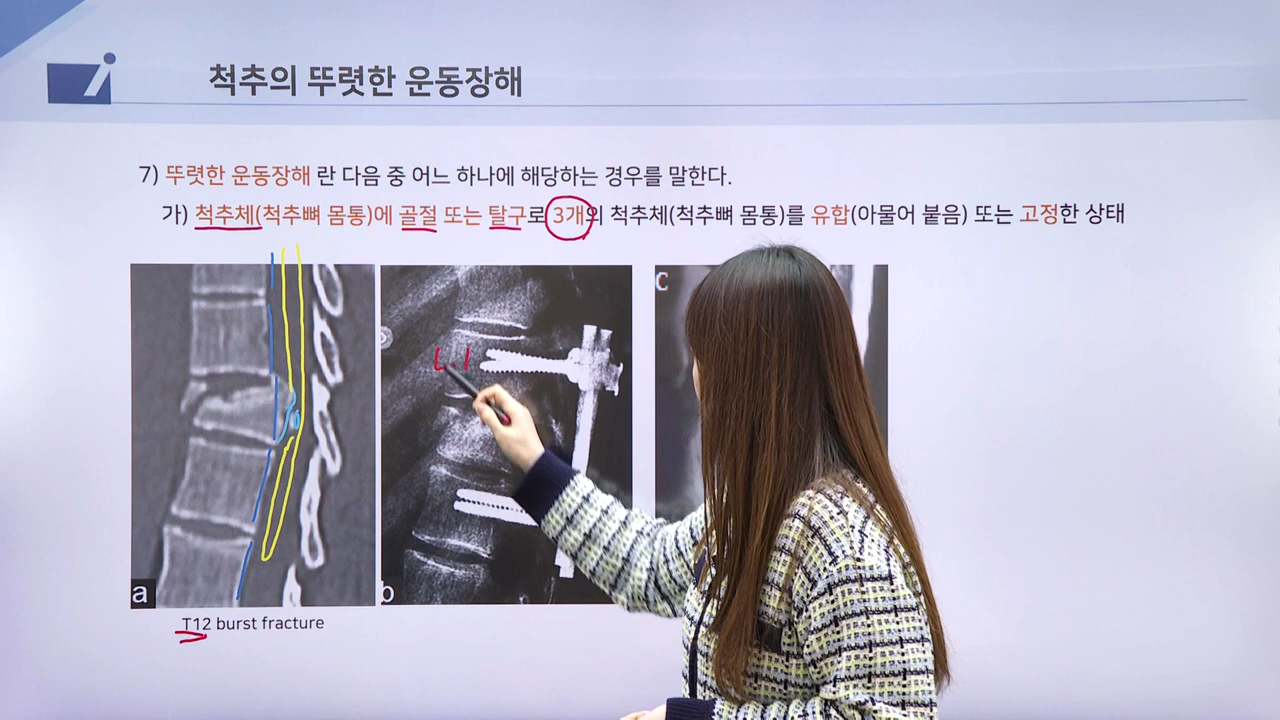 척추의 뚜렷한 운동장해
7) 뚜렷한 운동장해 란 다음 중 어느 하나에 해당하는 경우를 말한다.
가) 척추체(척추뼈 몸통)에 골절 또는 탈구로 3개의 척추체(척추뼈 몸통)를 유합(아물어 붙음) 또는 고정한 상태
C
L1
a
b
T12 burst fracture